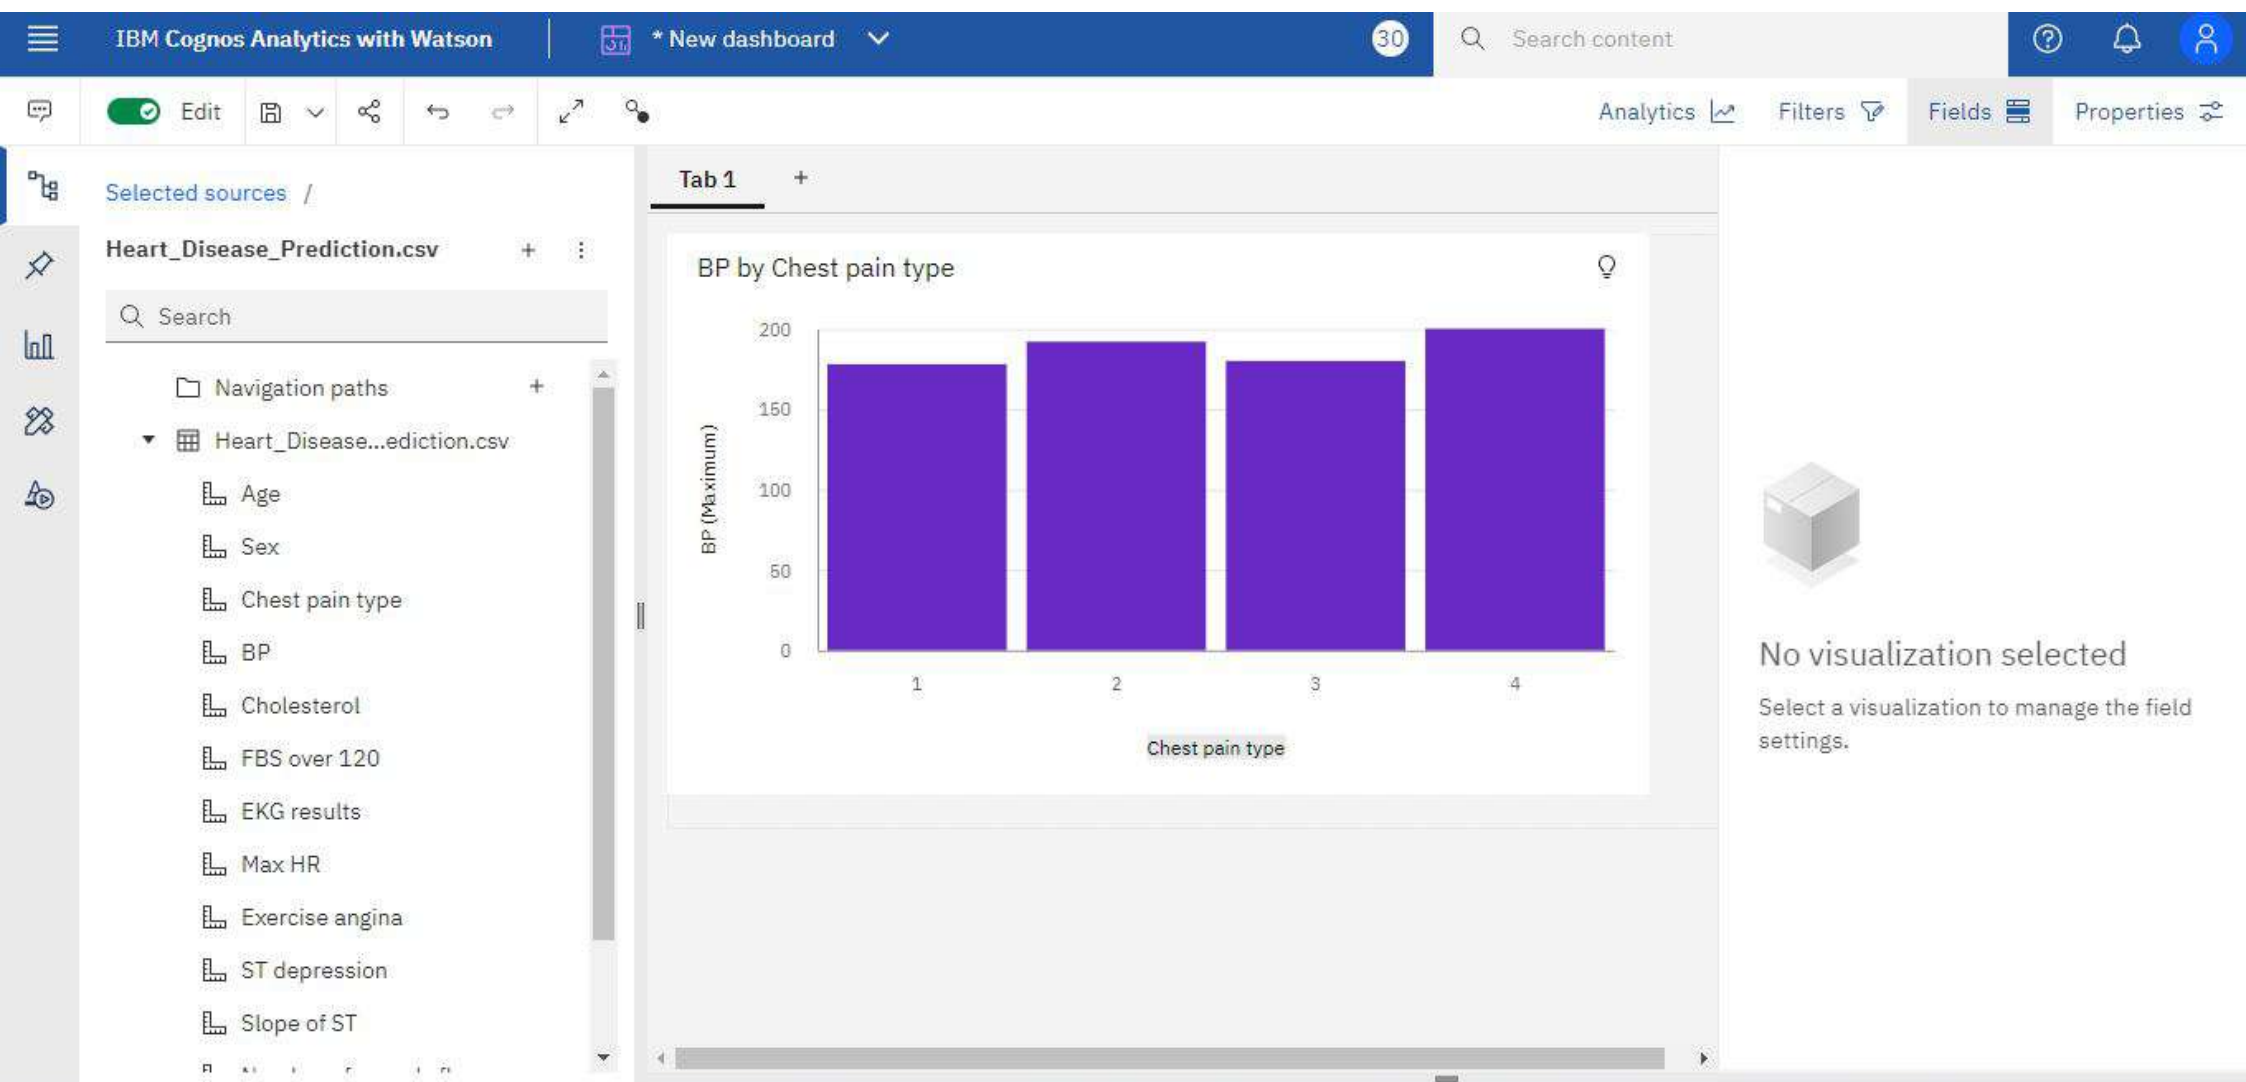 IBM Cognos Analytics with Watson
* New dashboard
30
Search content
Edit
Analytics
Filters
Fields
Properties
Selected sources /
Heart_Disease_Prediction.csv
Search
Navigation paths
Heart_Disease...ediction.csv
Age
Sex
Chest pain type
BP
Cholesterol
FBS over 120
EKG results
Max HR
Exercise angina
ST depression
Slope of ST
Tab 1
BP by Chest pain type
BP (Maximum)
200
150
100
50
0
1 2 3 4
Chest pain type
No visualization selected
Select a visualization to manage the field
settings.